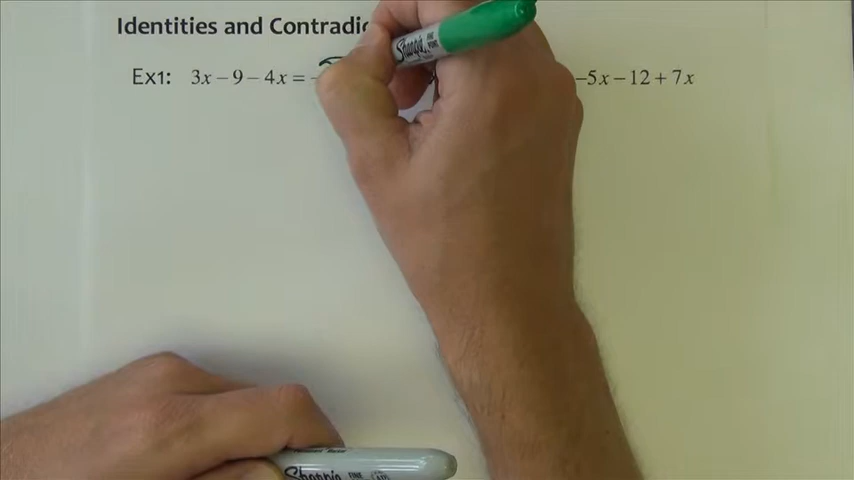 Identities and Contradic
Ex1: 3x − 9 − 4x = − −5x − 12 + 7x
Sharpie
Sharpie